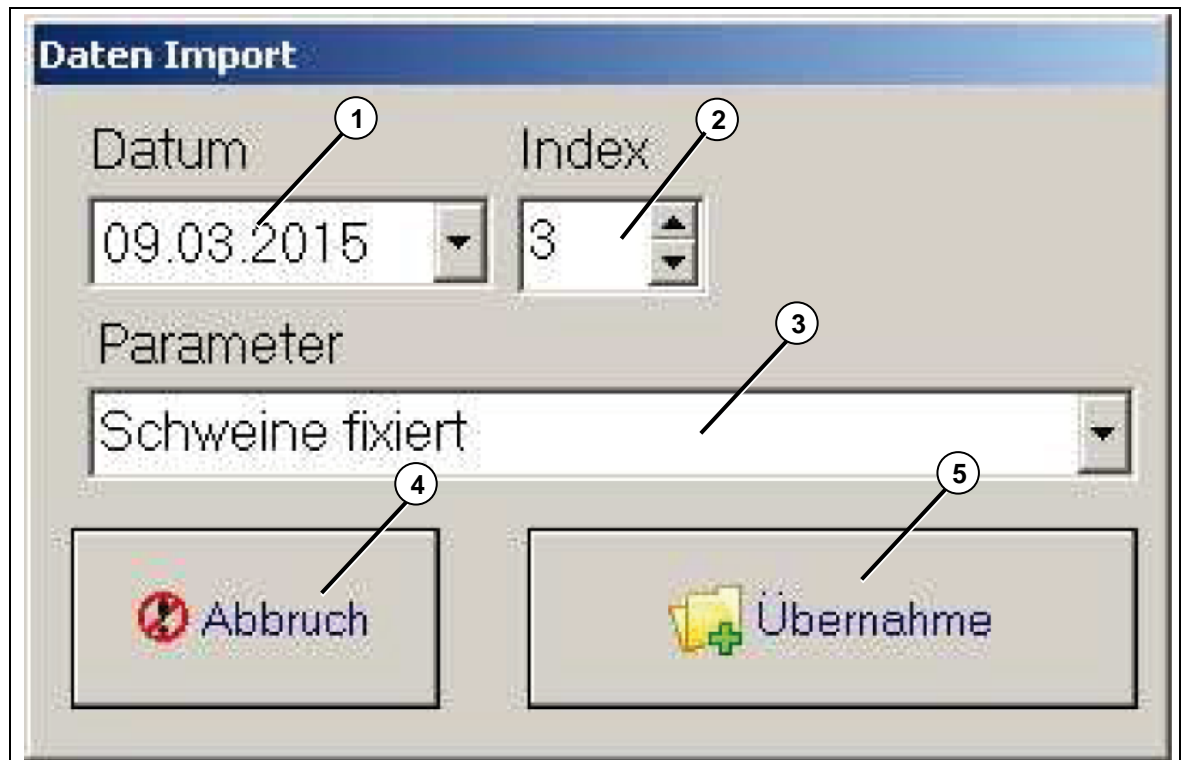 Daten Import
1 2
Datum Index
09.03.2015 3
3
Parameter
Schweine fixiert
4 5
Abbruch Übernahme